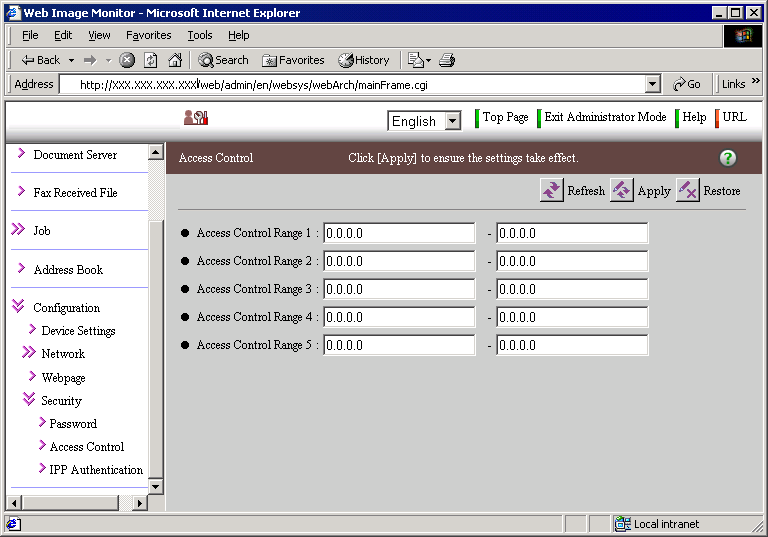 Web Image Monitor - Microsoft Internet Explorer
File Edit View Favorites Tools Help
Back Search Favorites History
Address http://XXX.XXX.XXX.XXX/web/admin/en/websys/webArch/mainFrame.cgi Go Links »
English Top Page Exit Administrator Mode Help URL
Document Server
Fax Received File
Job
Address Book
Configuration
Device Settings
Network
Webpage
Security
Password
Access Control
IPP Authentication
Access Control Click [Apply] to ensure the settings take effect. ?
Refresh Apply Restore
● Access Control Range 1 : 0.0.0.0 - 0.0.0.0
● Access Control Range 2 : 0.0.0.0 - 0.0.0.0
● Access Control Range 3 : 0.0.0.0 - 0.0.0.0
● Access Control Range 4 : 0.0.0.0 - 0.0.0.0
● Access Control Range 5 : 0.0.0.0 - 0.0.0.0
Local intranet